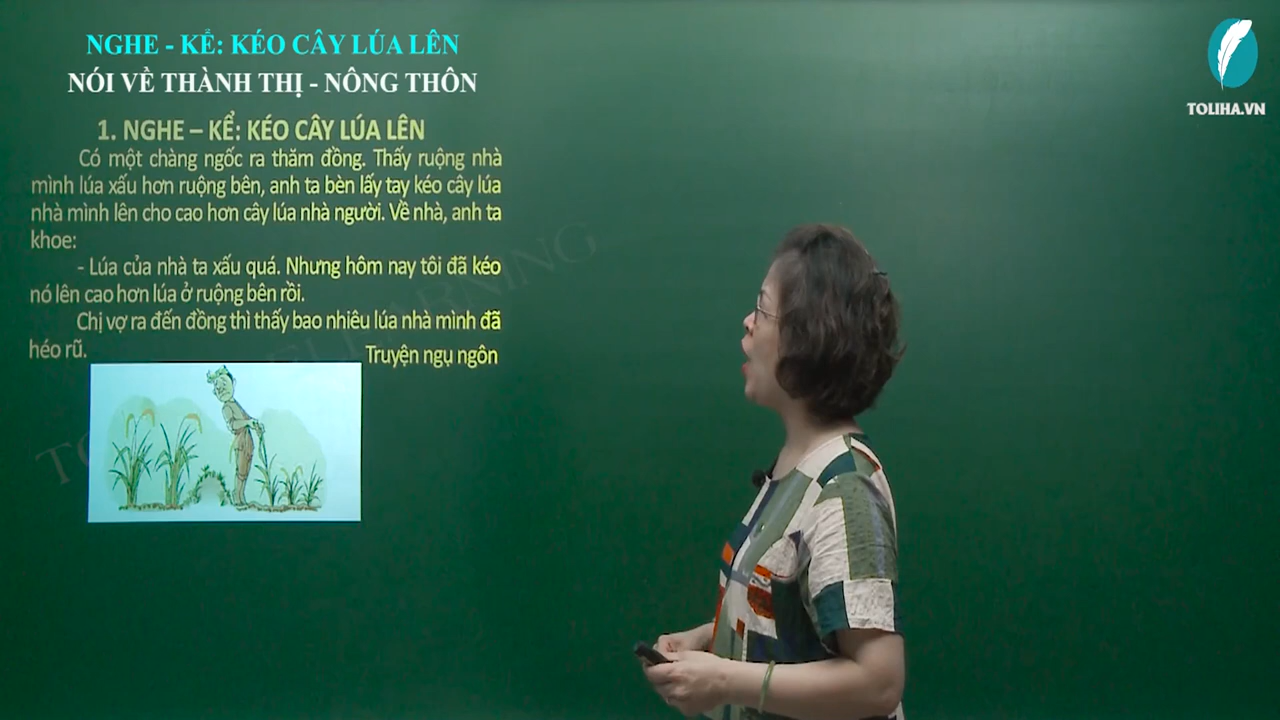 NGHE - KỂ: KÉO CÂY LÚA LÊN
NÓI VỀ THÀNH THỊ - NÔNG THÔN
TOLIHA.VN
1. NGHE – KỂ: KÉO CÂY LÚA LÊN
Có một chàng ngốc ra thăm đồng. Thấy ruộng nhà
mình lúa xấu hơn ruộng bên, anh ta bèn lấy tay kéo cây lúa
nhà mình lên cho cao hơn cây lúa nhà người. Về nhà, anh ta
khoe:
- Lúa của nhà ta xấu quá. Nhưng hôm nay tôi đã kéo
nó lên cao hơn lúa ở ruộng bên rồi.
Chị vợ ra đến đồng thì thấy bao nhiêu lúa nhà mình đã
héo rũ.
Truyện ngụ ngôn